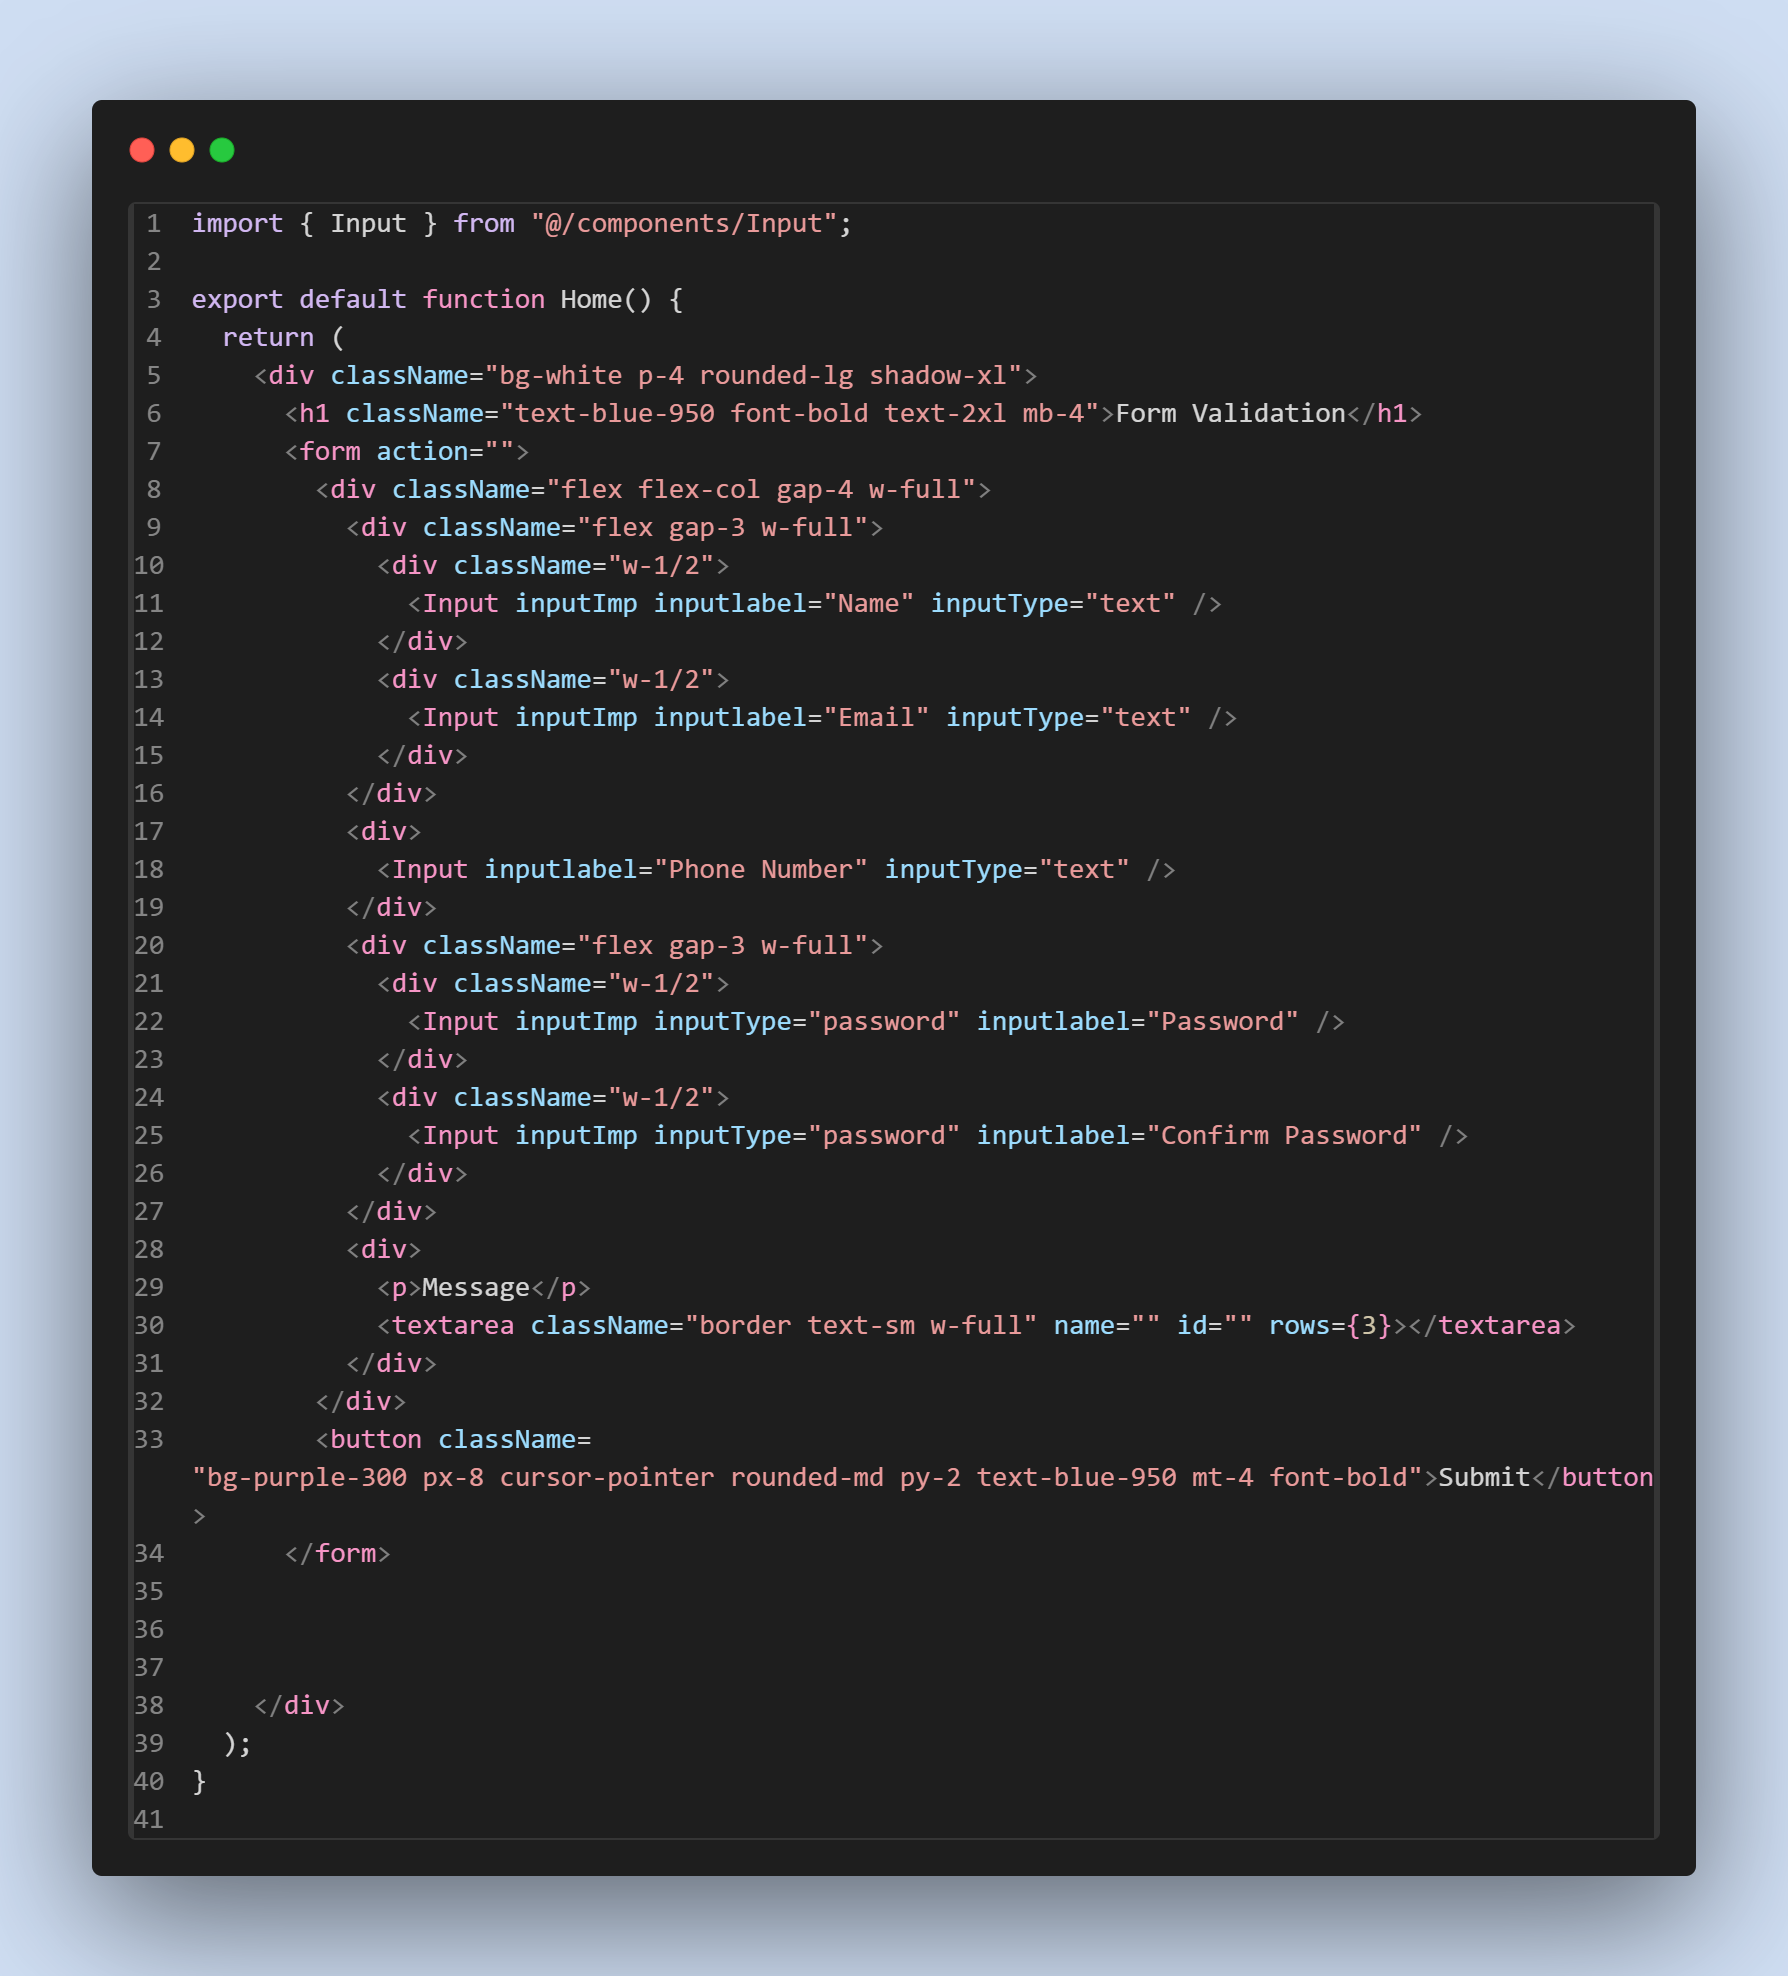 1 import { Input } from "@/components/Input";
2
3 export default function Home() {
4   return (
5     <div className="bg-white p-4 rounded-lg shadow-xl">
6       <h1 className="text-blue-950 font-bold text-2xl mb-4">Form Validation</h1>
7       <form action="">
8         <div className="flex flex-col gap-4 w-full">
9           <div className="flex gap-3 w-full">
10             <div className="w-1/2">
11               <Input inputImp inputlabel="Name" inputType="text" />
12             </div>
13             <div className="w-1/2">
14               <Input inputImp inputlabel="Email" inputType="text" />
15             </div>
16           </div>
17           <div>
18             <Input inputlabel="Phone Number" inputType="text" />
19           </div>
20           <div className="flex gap-3 w-full">
21             <div className="w-1/2">
22               <Input inputImp inputType="password" inputlabel="Password" />
23             </div>
24             <div className="w-1/2">
25               <Input inputImp inputType="password" inputlabel="Confirm Password" />
26             </div>
27           </div>
28           <div>
29             <p>Message</p>
30             <textarea className="border text-sm w-full" name="" id="" rows={3}></textarea>
31           </div>
32         </div>
33         <button className=
"bg-purple-300 px-8 cursor-pointer rounded-md py-2 text-blue-950 mt-4 font-bold">Submit</button
>
34       </form>
35
36
37
38     </div>
39   );
40 }
41